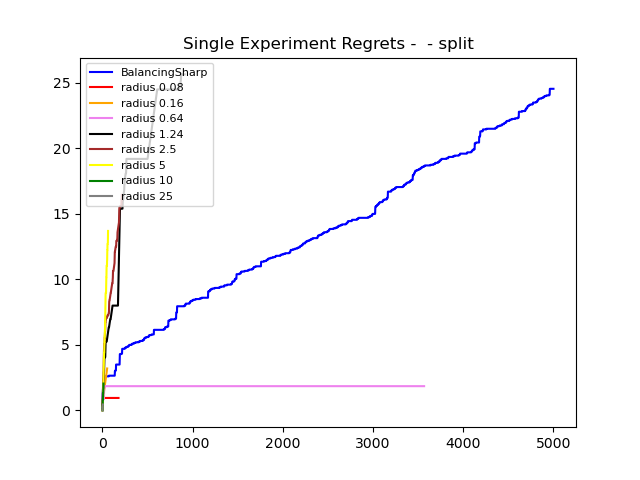 Single Experiment Regrets -  - split
25
20
15
10
5
0
BalancingSharp
radius 0.08
radius 0.16
radius 0.64
radius 1.24
radius 2.5
radius 5
radius 10
radius 25
0 1000 2000 3000 4000 5000